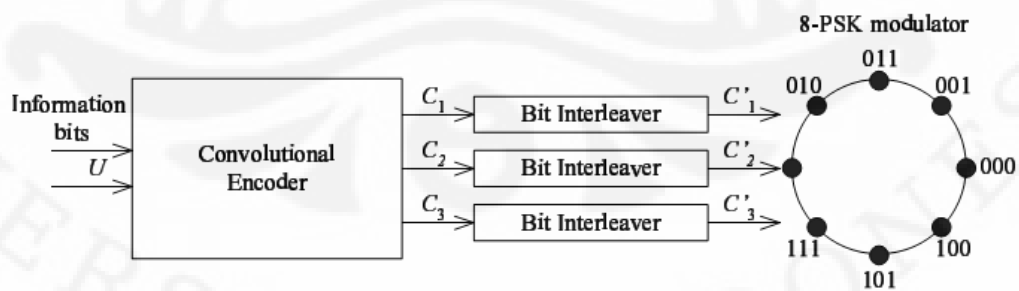 8-PSK modulator
011
010
001
Information
bits
U
Convolutional
Encoder
C1
Bit Interleaver
C'1
C2
Bit Interleaver
C'2
C3
Bit Interleaver
C'3
000
111
100
101